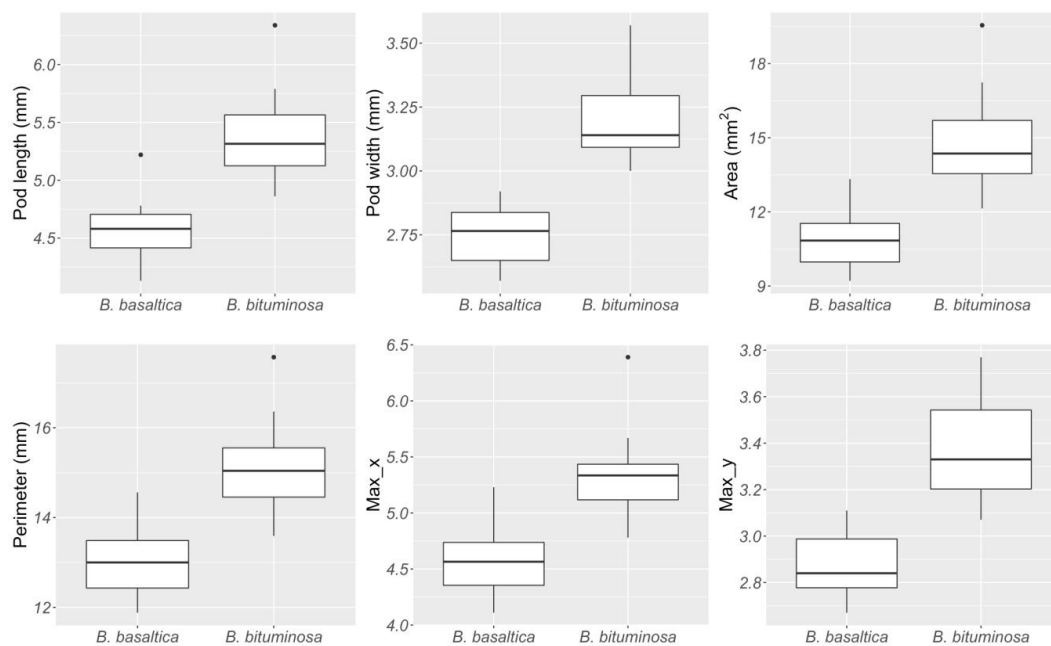 Pod length (mm)
6.0
5.5
5.0
4.5
B. basaltica B. bituminosa
Pod width (mm)
3.50
3.25
3.00
2.75
B. basaltica B. bituminosa
Area (mm²)
18
15
12
9
B. basaltica B. bituminosa
Perimeter (mm)
16
14
12
B. basaltica B. bituminosa
Max_x
6.5
6.0
5.5
5.0
4.5
4.0
B. basaltica B. bituminosa
Max_y
3.8
3.6
3.4
3.2
3.0
2.8
B. basaltica B. bituminosa